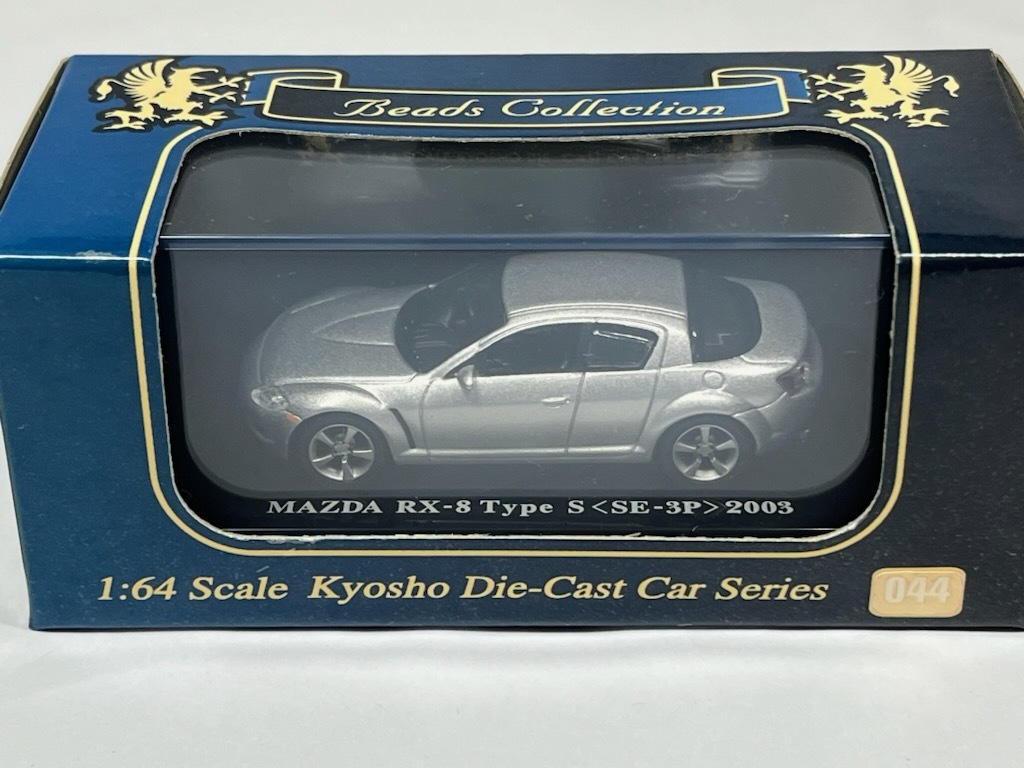 Beads Collection
MAZDA RX-8 Type S<SE-3P>2003
1:64 Scale Kyosho Die-Cast Car Series
044